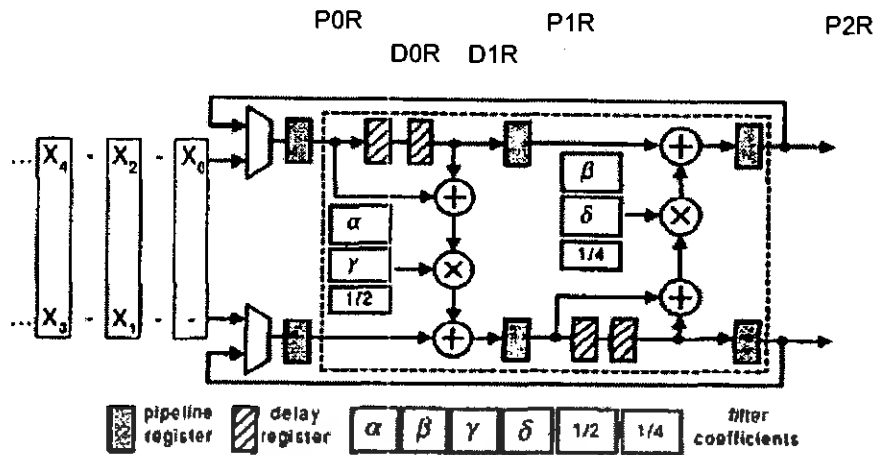 P0R P1R P2R
D0R D1R
... X₄ - X₂ - X₀
β
α
δ
γ
1/4
1/2
... X₃ - X₁ - -
pipeline register
delay register
α β γ δ 1/2 1/4
filter coefficients